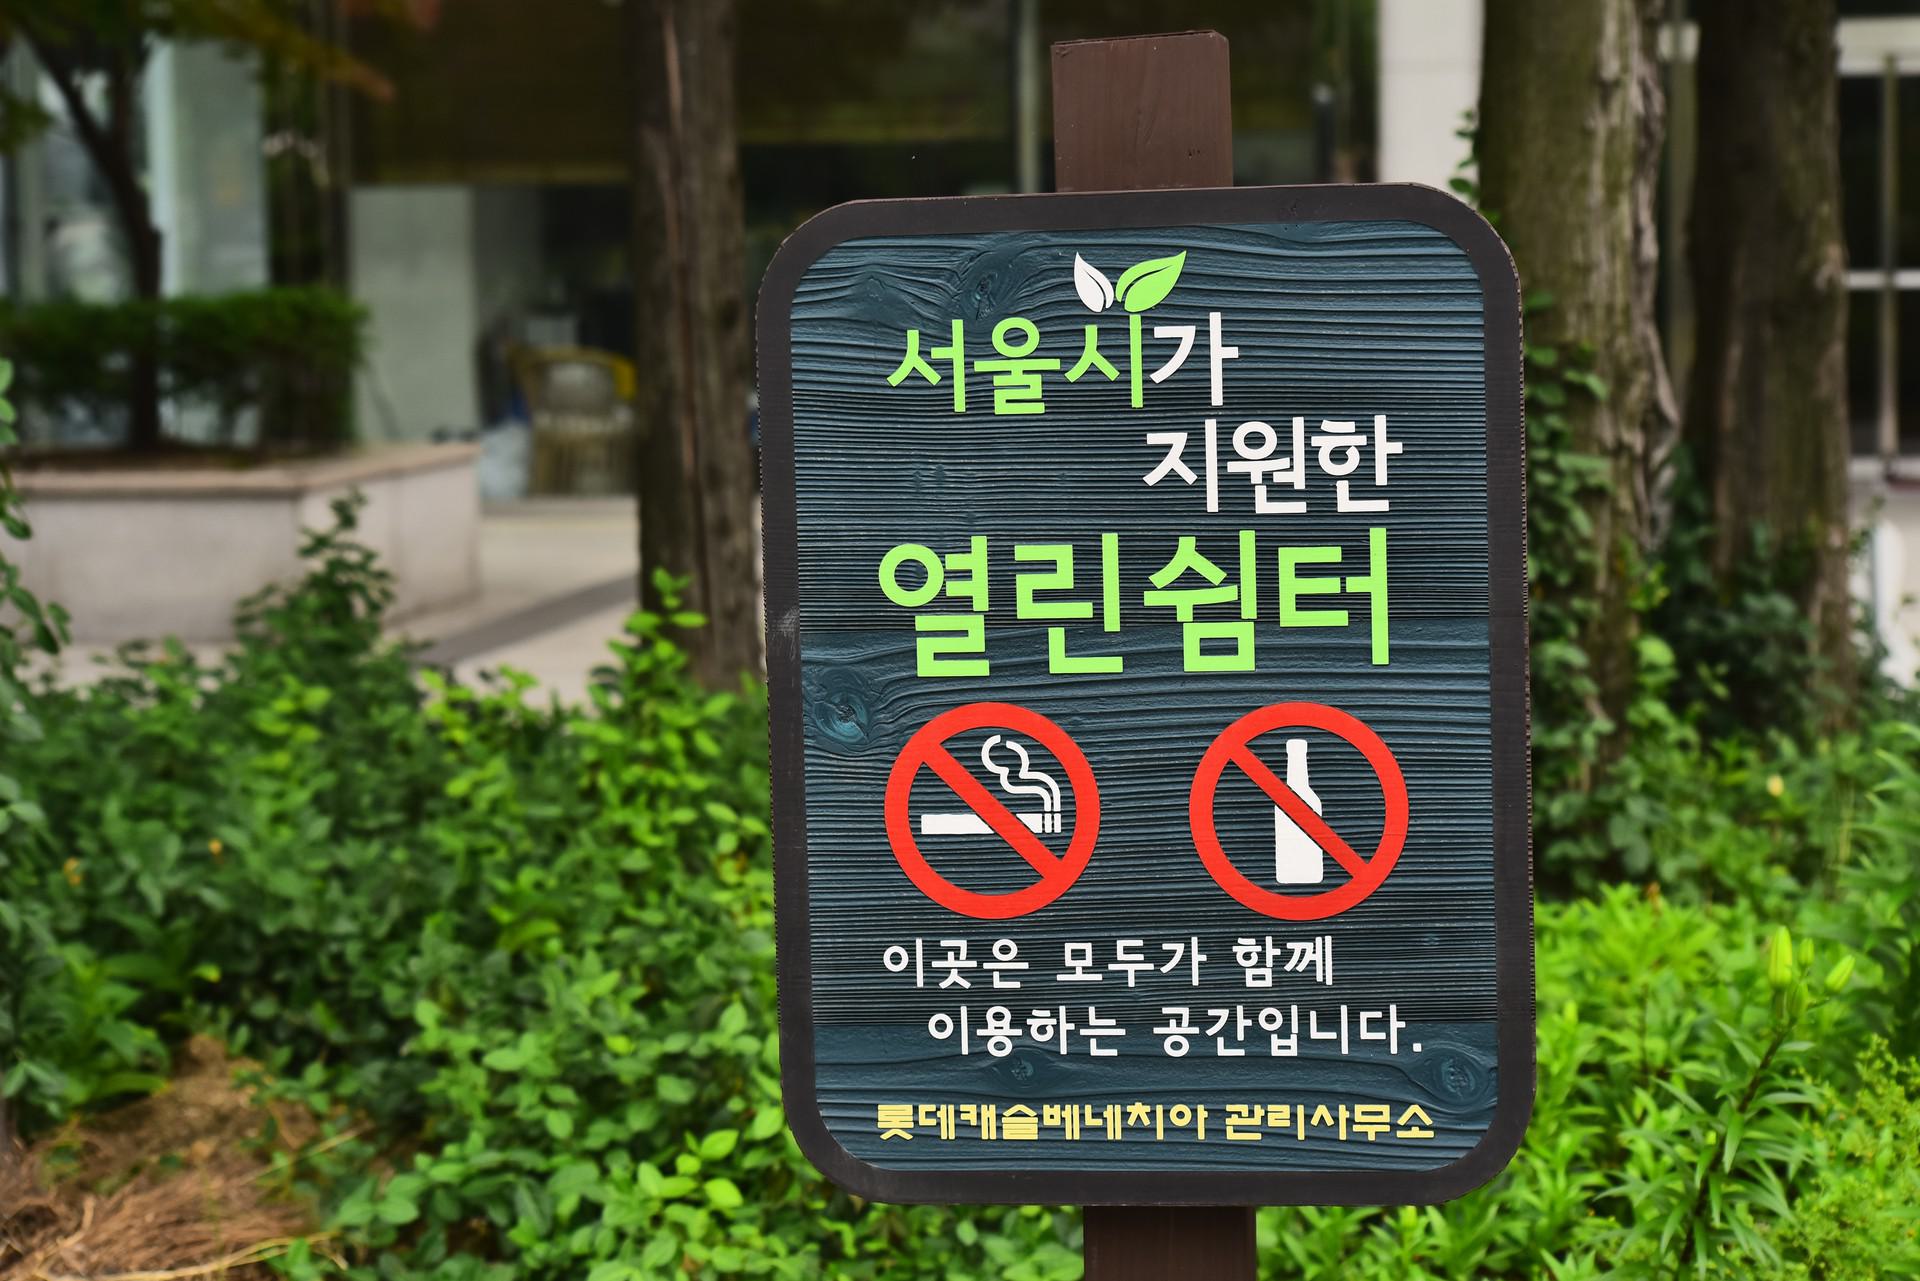 서울시가
지원한
열린쉼터
이곳은 모두가 함께
이용하는 공간입니다.
롯데캐슬베네치아 관리사무소